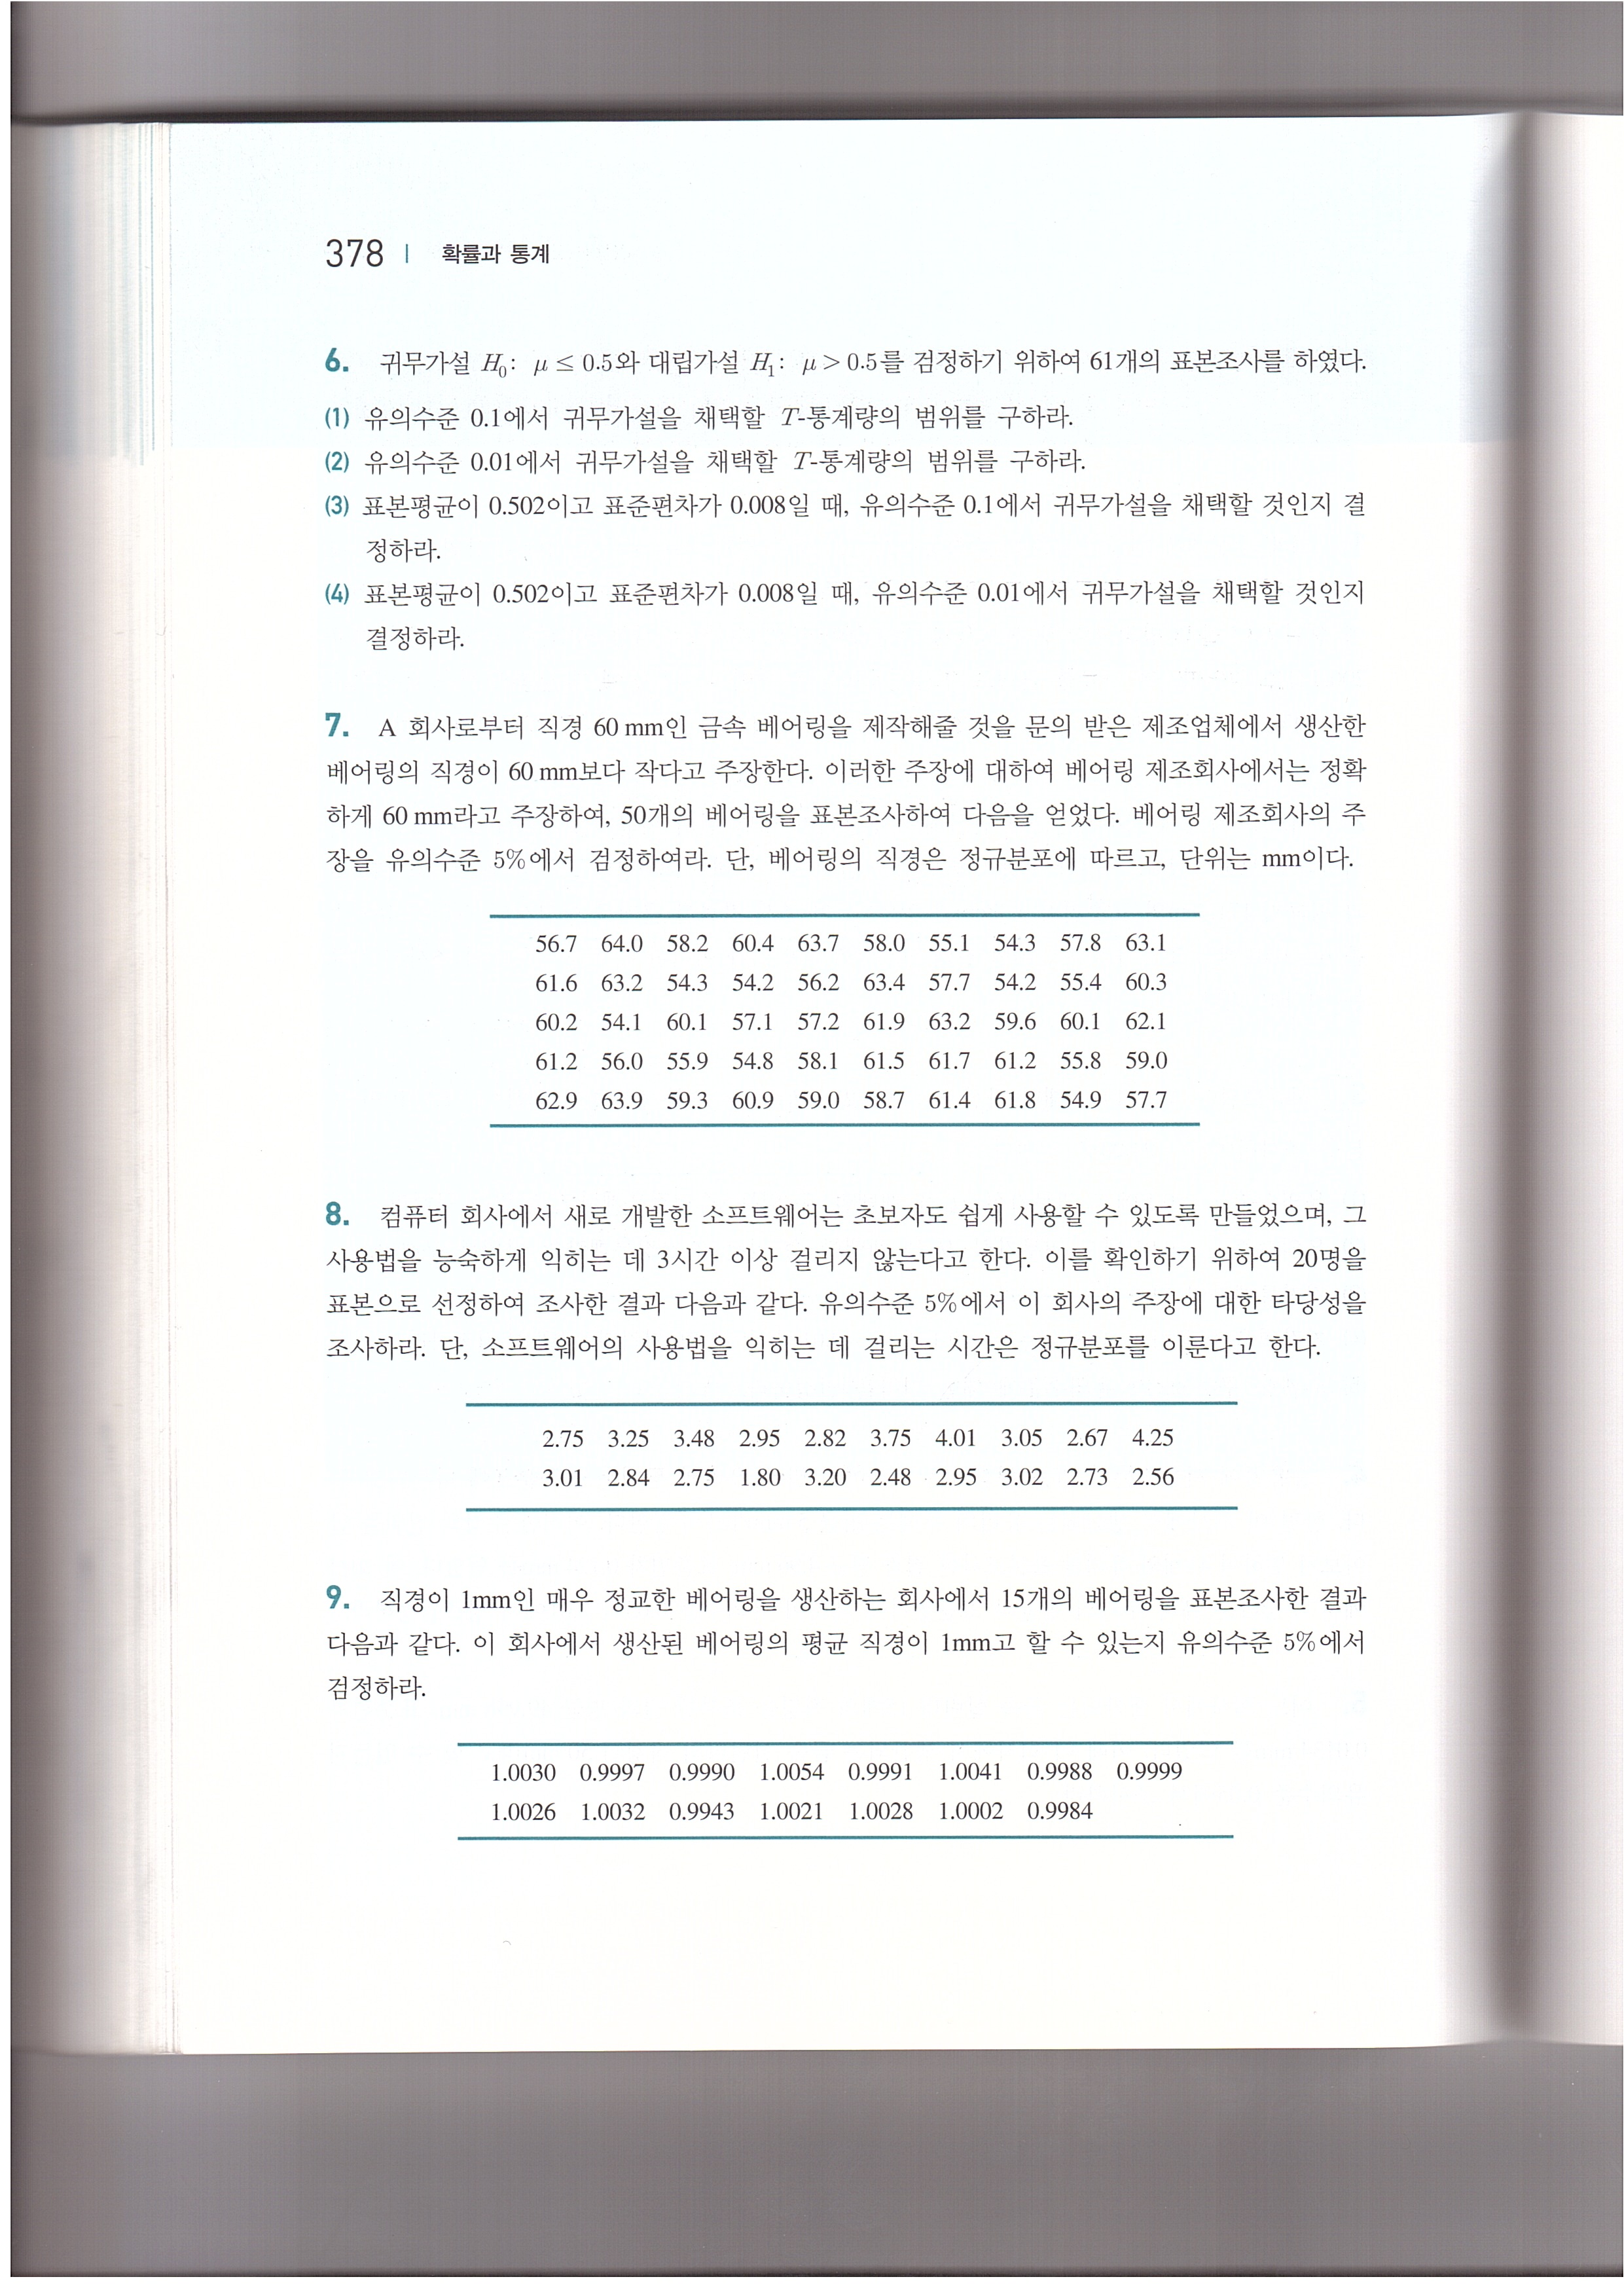 378 | 확률과 통계
6. 귀무가설 H₀: μ ≤ 0.5와 대립가설 H₁: μ > 0.5를 검정하기 위하여 61개의 표본조사를 하였다.
(1) 유의수준 0.1에서 귀무가설을 채택할 T-통계량의 범위를 구하라.
(2) 유의수준 0.01에서 귀무가설을 채택할 T-통계량의 범위를 구하라.
(3) 표본평균이 0.502이고 표준편차가 0.008일 때, 유의수준 0.1에서 귀무가설을 채택할 것인지 결
정하라.
(4) 표본평균이 0.502이고 표준편차가 0.008일 때, 유의수준 0.01에서 귀무가설을 채택할 것인지
결정하라.
7. A 회사로부터 직경 60 mm인 금속 베어링을 제작해줄 것을 문의 받은 제조업체에서 생산한
베어링의 직경이 60 mm보다 작다고 주장한다. 이러한 주장에 대하여 베어링 제조회사에서는 정확
하게 60 mm라고 주장하여, 50개의 베어링을 표본조사하여 다음을 얻었다. 베어링 제조회사의 주
장을 유의수준 5%에서 검정하여라. 단, 베어링의 직경은 정규분포에 따르고, 단위는 mm이다.
56.7 64.0 58.2 60.4 63.7 58.0 55.1 54.3 57.8 63.1
61.6 63.2 54.3 54.2 56.2 63.4 57.7 54.2 55.4 60.3
60.2 54.1 60.1 57.1 57.2 61.9 63.2 59.6 60.1 62.1
61.2 56.0 55.9 54.8 58.1 61.5 61.7 61.2 55.8 59.0
62.9 63.9 59.3 60.9 59.0 58.7 61.4 61.8 54.9 57.7
8. 컴퓨터 회사에서 새로 개발한 소프트웨어는 초보자도 쉽게 사용할 수 있도록 만들었으며, 그
사용법을 능숙하게 익히는 데 3시간 이상 걸리지 않는다고 한다. 이를 확인하기 위하여 20명을
표본으로 선정하여 조사한 결과 다음과 같다. 유의수준 5%에서 이 회사의 주장에 대한 타당성을
조사하라. 단, 소프트웨어의 사용법을 익히는 데 걸리는 시간은 정규분포를 이룬다고 한다.
2.75 3.25 3.48 2.95 2.82 3.75 4.01 3.05 2.67 4.25
3.01 2.84 2.75 1.80 3.20 2.48 2.95 3.02 2.73 2.56
9. 직경이 1mm인 매우 정교한 베어링을 생산하는 회사에서 15개의 베어링을 표본조사한 결과
다음과 같다. 이 회사에서 생산된 베어링의 평균 직경이 1mm고 할 수 있는지 유의수준 5%에서
검정하라.
1.0030 0.9997 0.9990 1.0054 0.9991 1.0041 0.9988 0.9999
1.0026 1.0032 0.9943 1.0021 1.0028 1.0002 0.9984